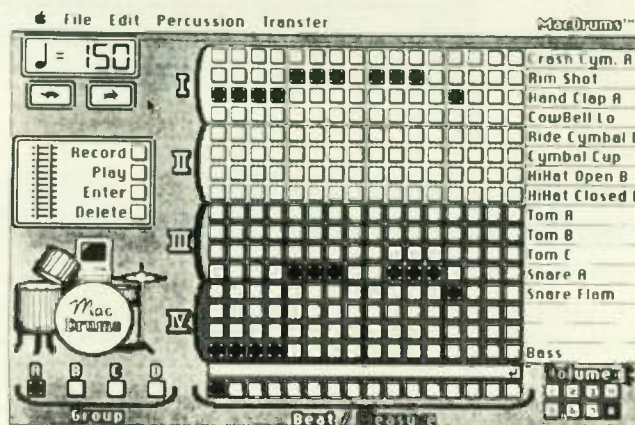 File Edit Percussion Transfer MacDrums™
♩= 150
I
II
III
IV
Record
Play
Enter
Delete
Mac
Drums
A B C D
Group
Crash Cym. A
Rim Shot
Hand Clap A
CowBell Lo
Ride Cymbal
Cymbal Cup
HiHat Open B
HiHat Closed
Tom A
Tom B
Tom C
Snare A
Snare Flam
Bass
Beat / Measure
Volume